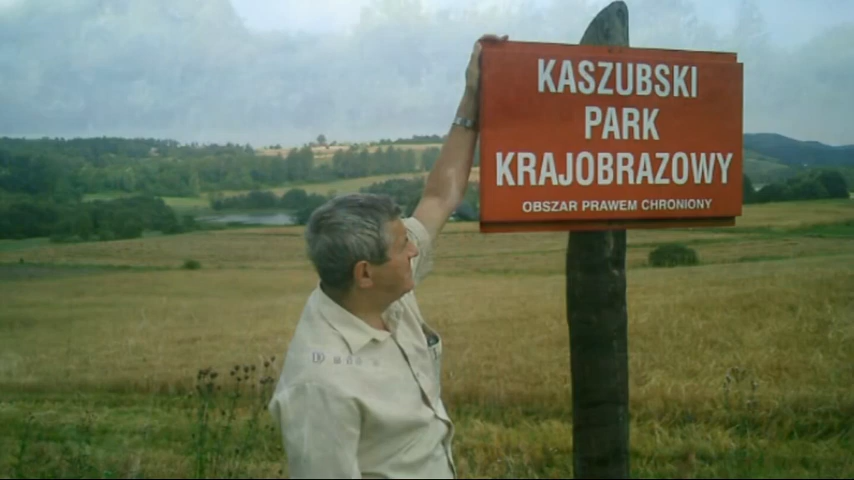 KASZUBSKI
PARK
KRAJOBRAZOWY
OBSZAR PRAWEM CHRONIONY